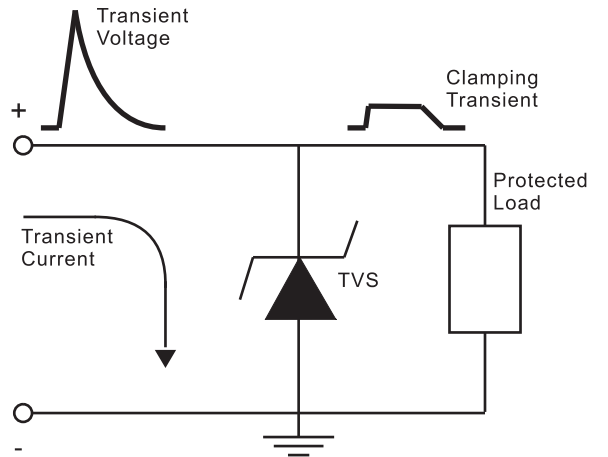 Transient
Voltage
Clamping
Transient
+
Protected
Load
Transient
Current
TVS
-